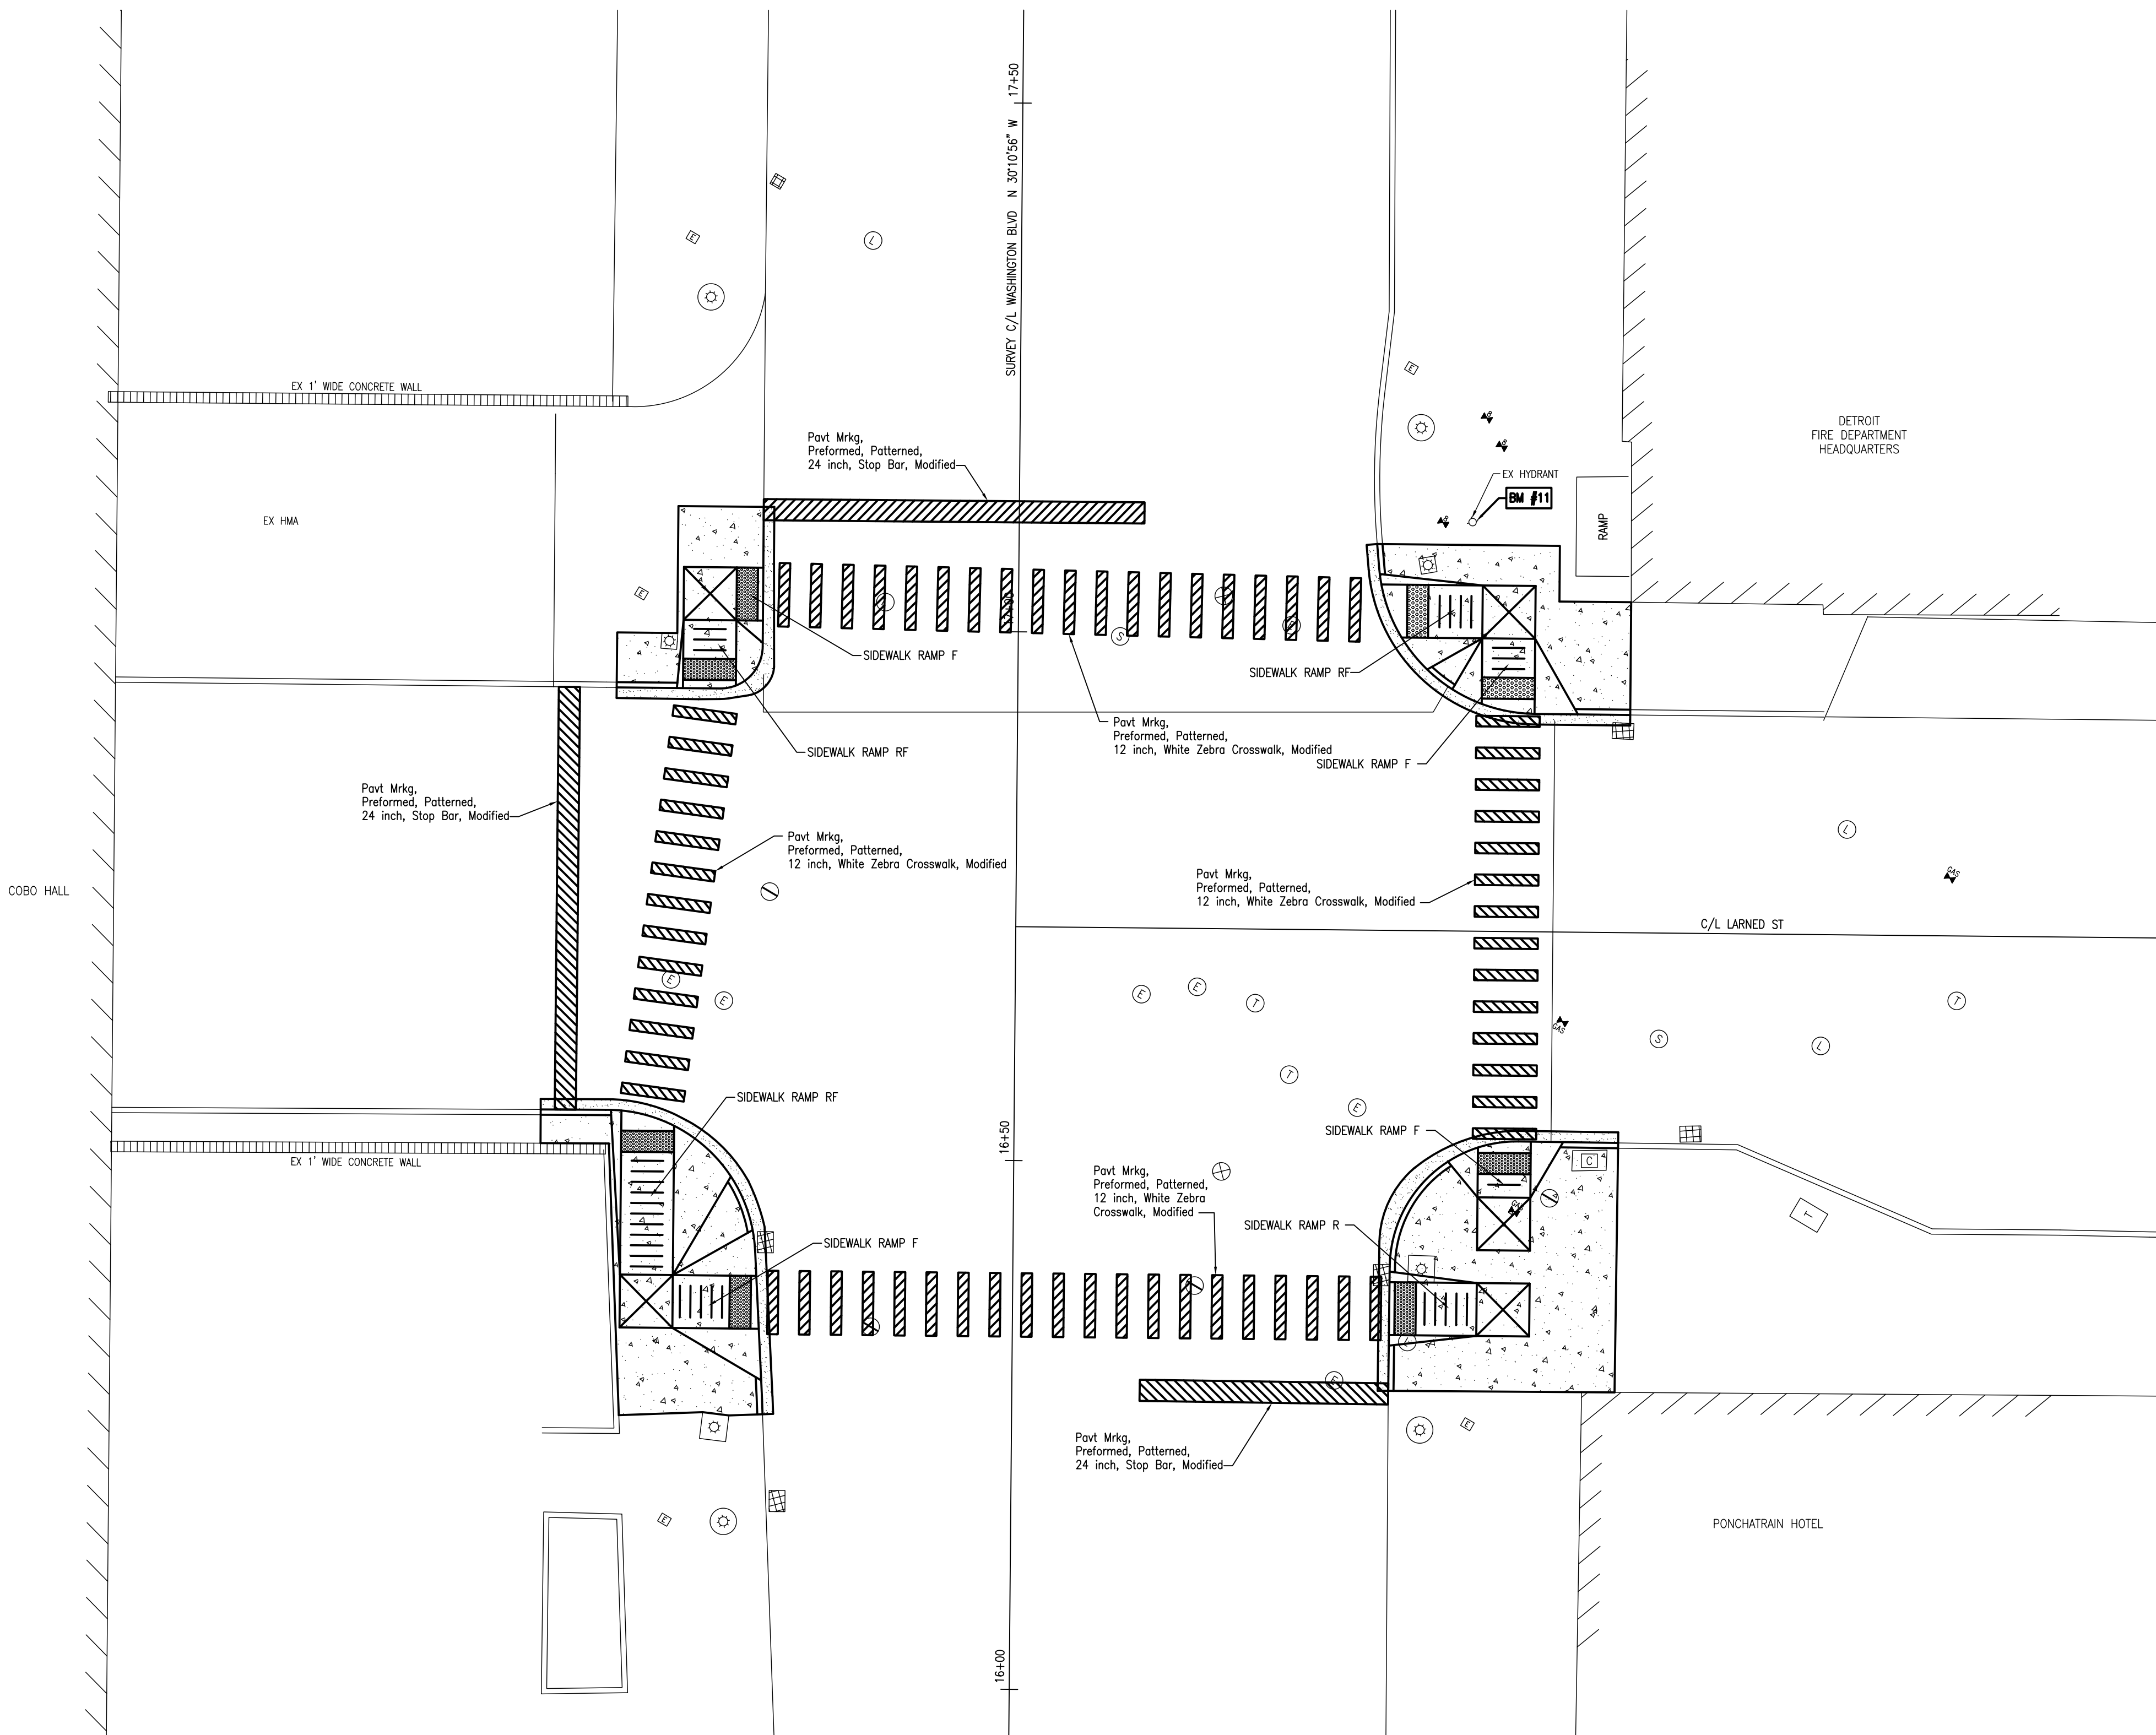 17+50
SURVEY C/L WASHINGTON BLVD N 30°10'56" W
L
E
EX 1' WIDE CONCRETE WALL
E
DETROIT
FIRE DEPARTMENT
HEADQUARTERS
Pavt Mrkg,
Preformed, Patterned,
24 inch, Stop Bar, Modified
EX HYDRANT
BM #11
EX HMA
RAMP
E
S
SIDEWALK RAMP F
SIDEWALK RAMP RF
Pavt Mrkg,
Preformed, Patterned,
12 inch, White Zebra Crosswalk, Modified
SIDEWALK RAMP RF
SIDEWALK RAMP F
Pavt Mrkg,
Preformed, Patterned,
24 inch, Stop Bar, Modified
Pavt Mrkg,
Preformed, Patterned,
12 inch, White Zebra Crosswalk, Modified
L
GAS
Pavt Mrkg,
Preformed, Patterned,
12 inch, White Zebra Crosswalk, Modified
COBO HALL
C/L LARNED ST
E
E
E
E
T
T
GAS
S
L
T
E
SIDEWALK RAMP RF
16+50
SIDEWALK RAMP F
EX 1' WIDE CONCRETE WALL
C
Pavt Mrkg,
Preformed, Patterned,
12 inch, White Zebra
Crosswalk, Modified
GAS
T
SIDEWALK RAMP R
SIDEWALK RAMP F
L
E
Pavt Mrkg,
Preformed, Patterned,
24 inch, Stop Bar, Modified
E
E
PONCHATRAIN HOTEL
16+00